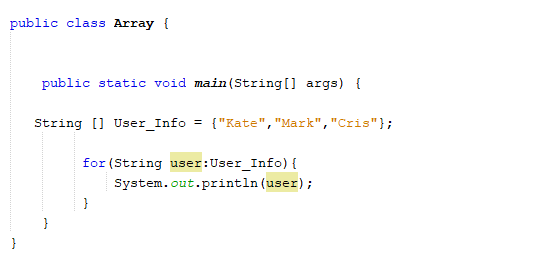 public class Array {
public static void main(String[] args) {
String [] User_Info = {"Kate","Mark","Cris"};
for(String user:User_Info){
System.out.println(user);
}
}
}